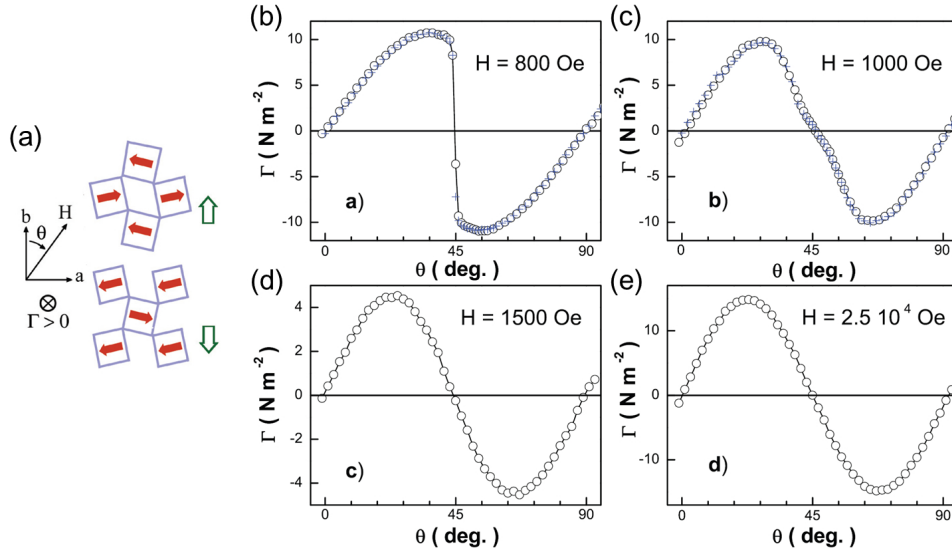 (a)
b
H
θ
a
⊗
Γ > 0
(b)
10
5
0
-5
-10
Γ ( N m⁻²)
H = 800 Oe
a)
0
45
90
θ ( deg. )
(c)
10
5
0
-5
-10
Γ ( N m⁻²)
H = 1000 Oe
b)
0
45
90
θ ( deg. )
(d)
4
2
0
-2
-4
Γ ( N m⁻²)
H = 1500 Oe
c)
0
45
90
θ ( deg. )
(e)
10
0
-10
Γ ( N m⁻²)
H = 2.5 10⁴ Oe
d)
0
45
90
θ ( deg. )